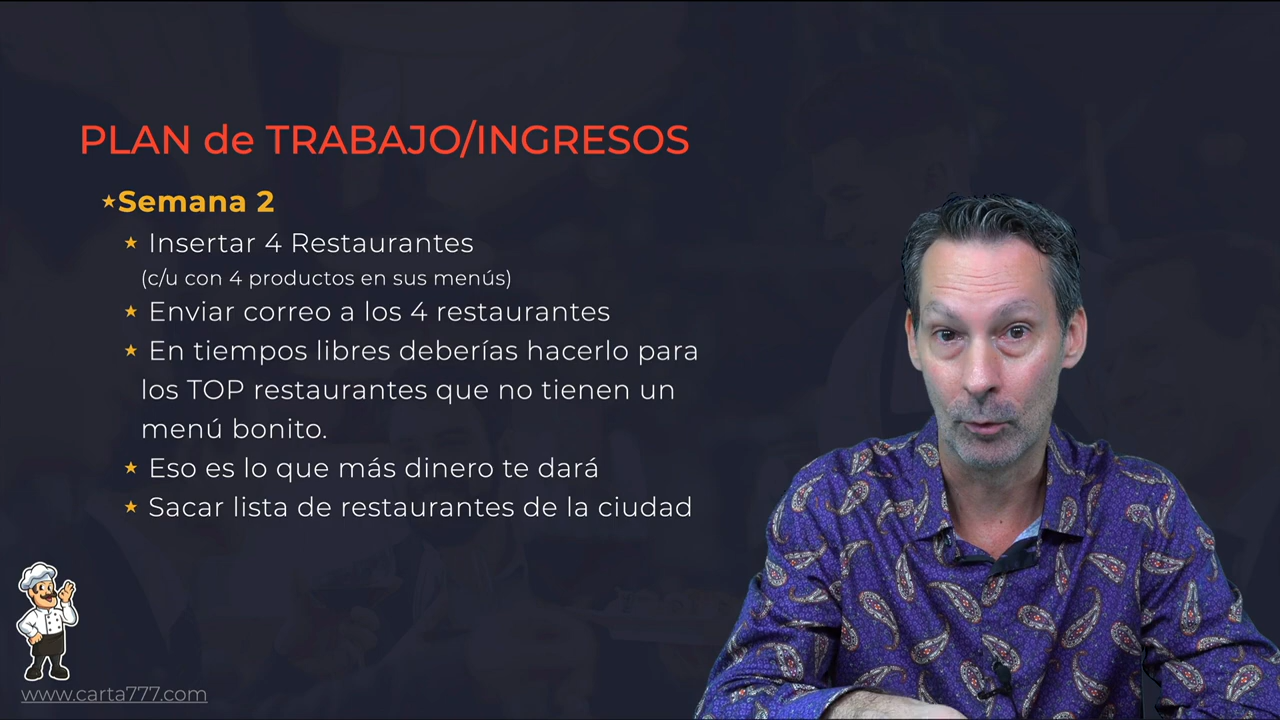 PLAN de TRABAJO/INGRESOS
Semana 2
Insertar 4 Restaurantes
(c/u con 4 productos en sus menús)
Enviar correo a los 4 restaurantes
En tiempos libres deberías hacerlo para
los TOP restaurantes que no tienen un
menú bonito.
Eso es lo que más dinero te dará
Sacar lista de restaurantes de la ciudad
www.carta777.com